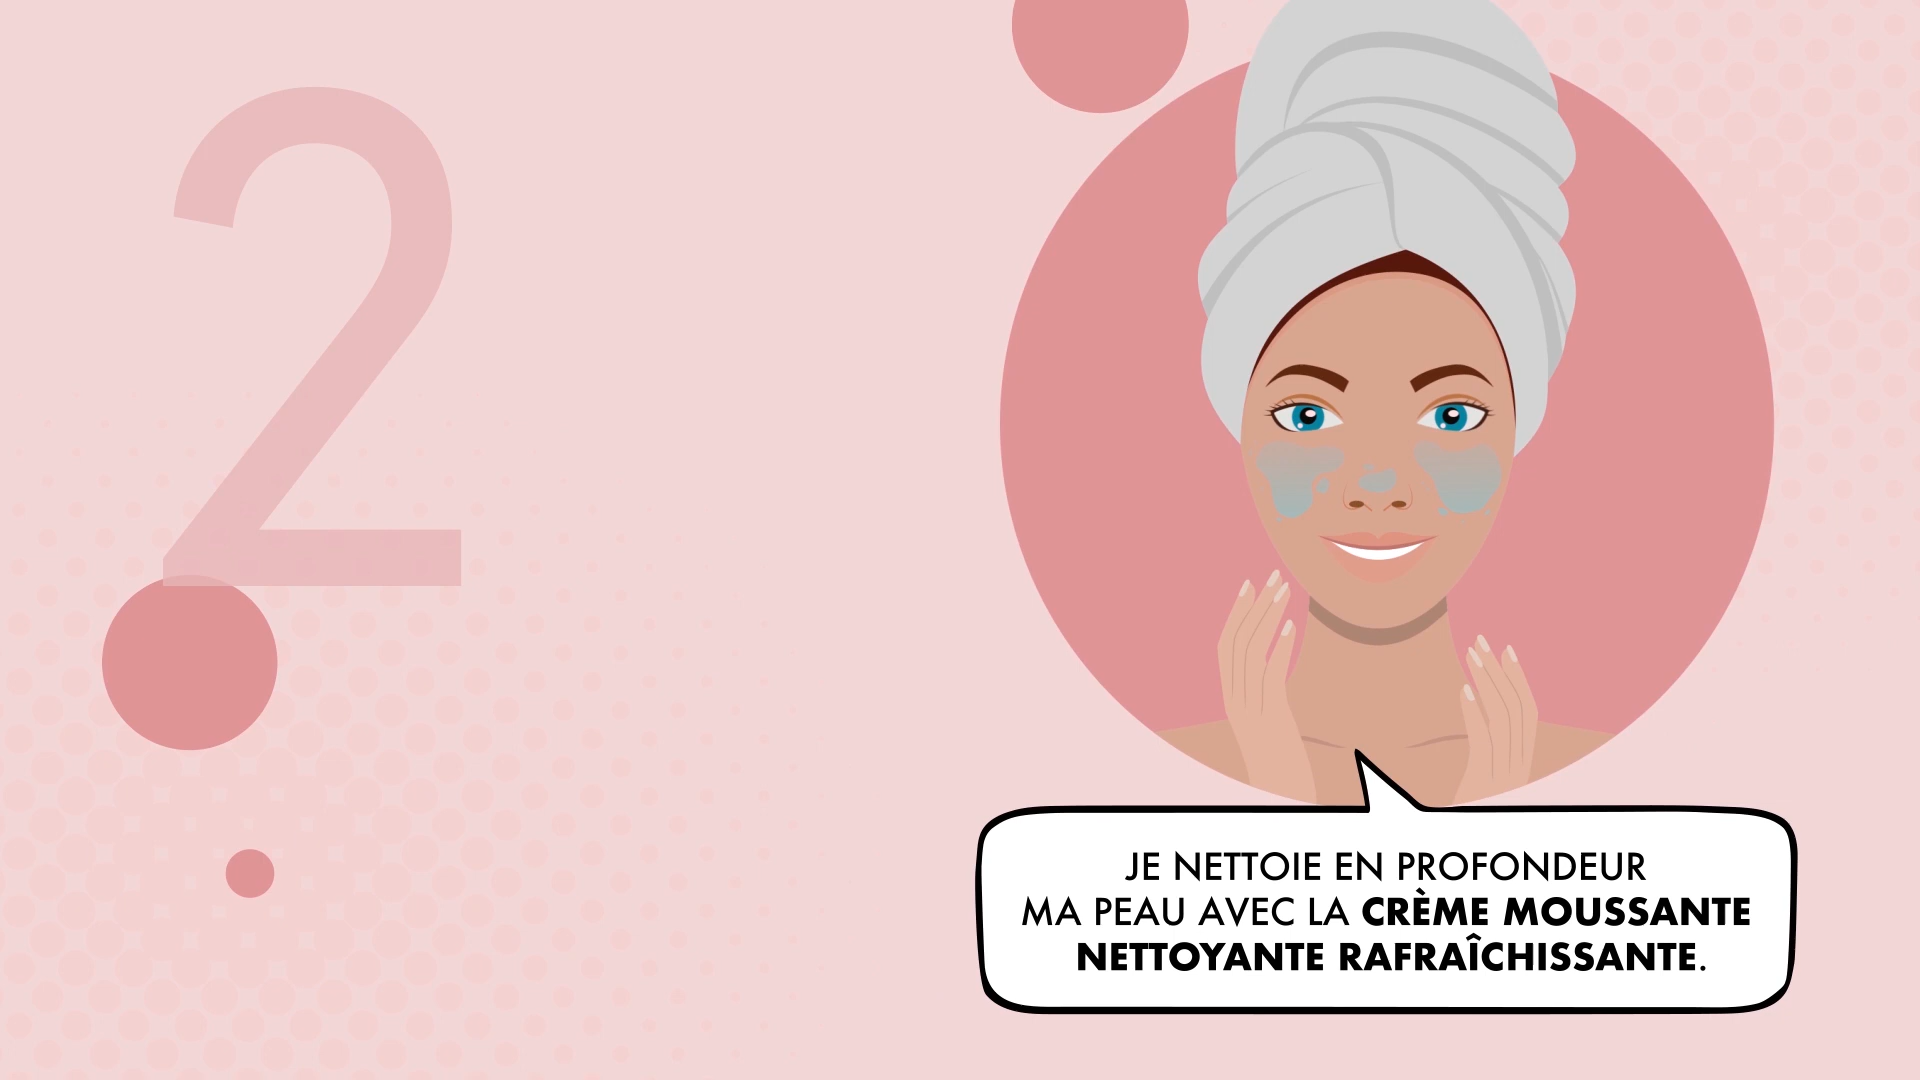 2
JE NETTOIE EN PROFONDEUR
MA PEAU AVEC LA CRÈME MOUSSANTE
NETTOYANTE RAFRAÎCHISSANTE.